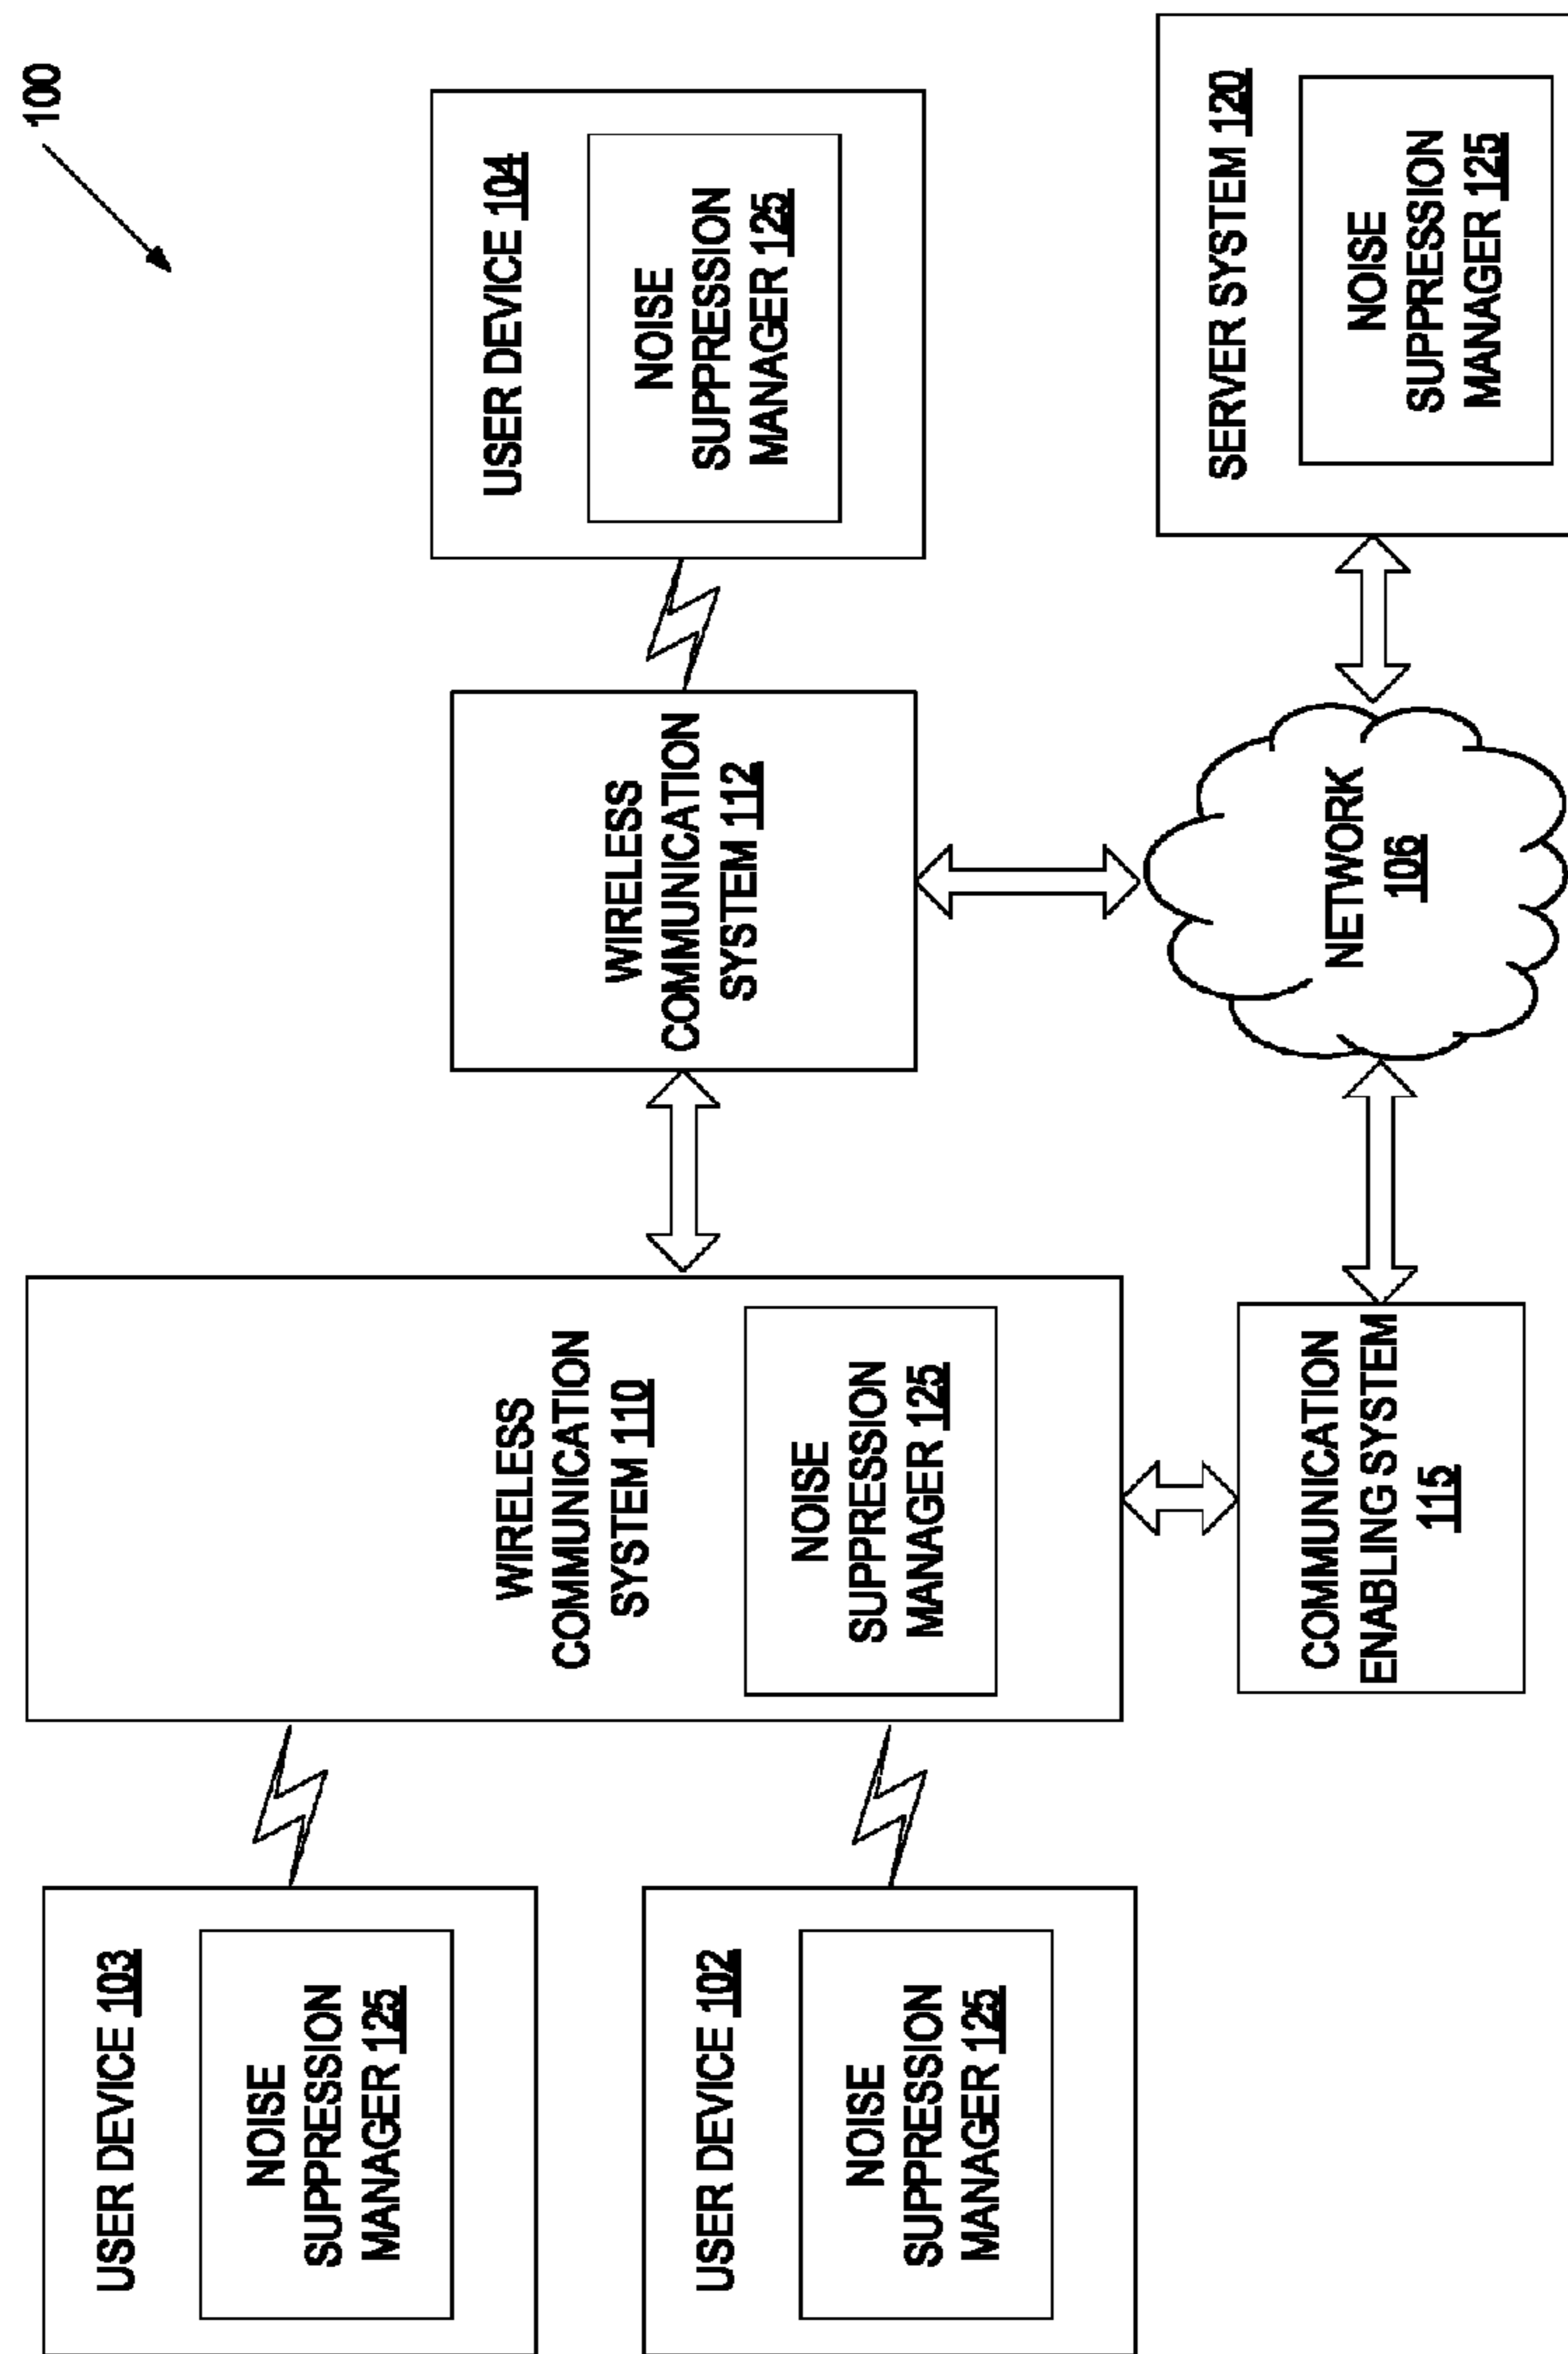 100
USER DEVICE 103
NOISE
SUPPRESSION
MANAGER 125
USER DEVICE 102
NOISE
SUPPRESSION
MANAGER 125
WIRELESS
COMMUNICATION
SYSTEM 110
NOISE
SUPPRESSION
MANAGER 125
COMMUNICATION
ENABLING SYSTEM
115
WIRELESS
COMMUNICATION
SYSTEM 112
NETWORK
106
USER DEVICE 104
NOISE
SUPPRESSION
MANAGER 125
SERVER SYSTEM 120
NOISE
SUPPRESSION
MANAGER 125